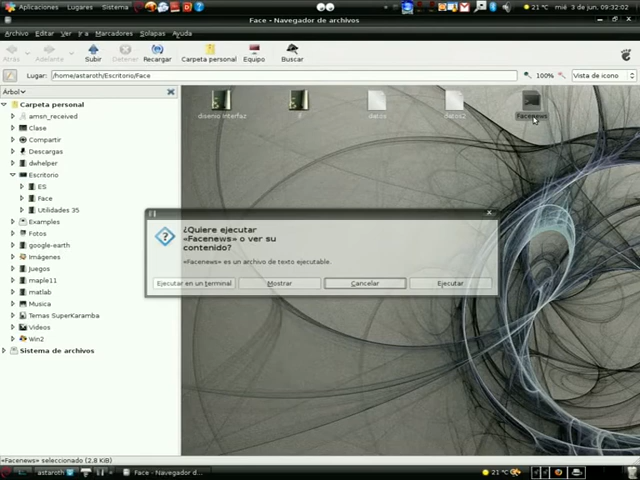 Aplicaciones Lugares Sistema 21 °C mié 3 de jun, 09:32:02
Face - Navegador de archivos
Archivo Editar Ver Ir Marcadores Solapas Ayuda
Atrás Adelante Subir Detener Recargar Carpeta personal Equipo Buscar
Lugar: /home/astaroth/Escritorio/Face 100% Vista de icono
Árbol
Carpeta personal
amsn_received
Clase
Compartir
Descargas
dwhelper
Escritorio
ES
Face
Utilidades 35
Examples
Fotos
google-earth
Imágenes
Juegos
maple11
matlab
Musica
Temas SuperKaramba
Videos
Win2
Sistema de archivos
diseño interfaz
datos
datos2
Facenews
¿Quiere ejecutar
«Facenews» o ver su
contenido?
«Facenews» es un archivo de texto ejecutable.
Ejecutar en un terminal Mostrar Cancelar Ejecutar
«Facenews» seleccionado (2,8 KiB)
astaroth Face - Navegador d... 21 °C